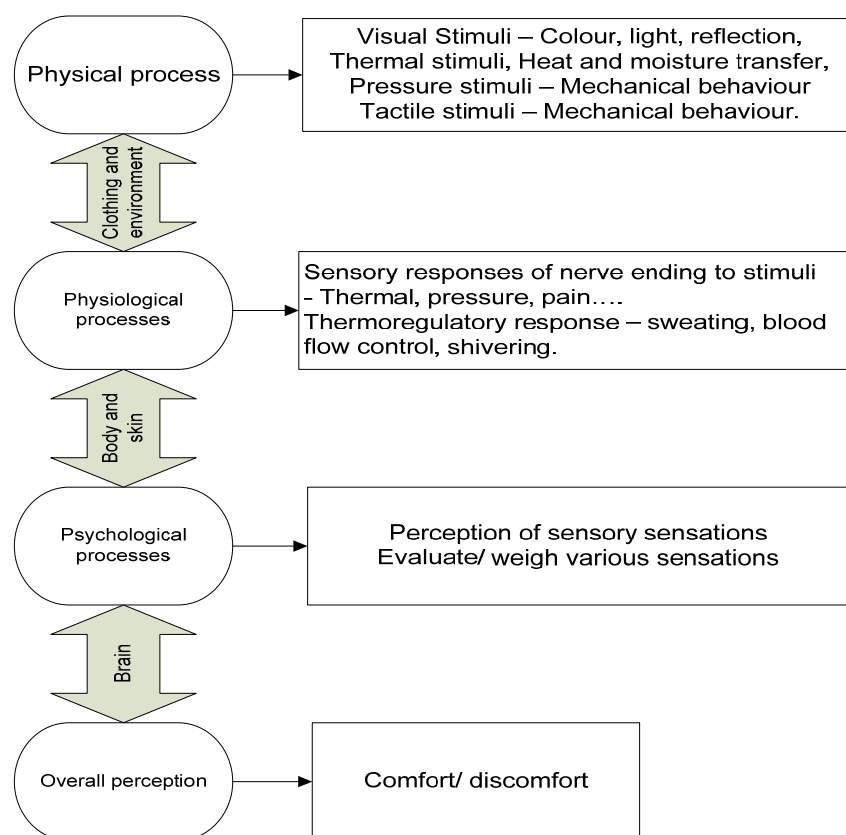 Physical process
Visual Stimuli – Colour, light, reflection,
Thermal stimuli, Heat and moisture transfer,
Pressure stimuli – Mechanical behaviour
Tactile stimuli – Mechanical behaviour.
Clothing and
environment
Physiological
processes
Sensory responses of nerve ending to stimuli
- Thermal, pressure, pain….
Thermoregulatory response – sweating, blood
flow control, shivering.
Body and
skin
Psychological
processes
Perception of sensory sensations
Evaluate/ weigh various sensations
Brain
Overall perception
Comfort/ discomfort